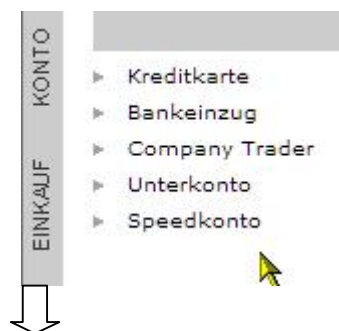 KONTO
EINKAUF
Kreditkarte
Bankeinzug
Company Trader
Unterkonto
Speedkonto